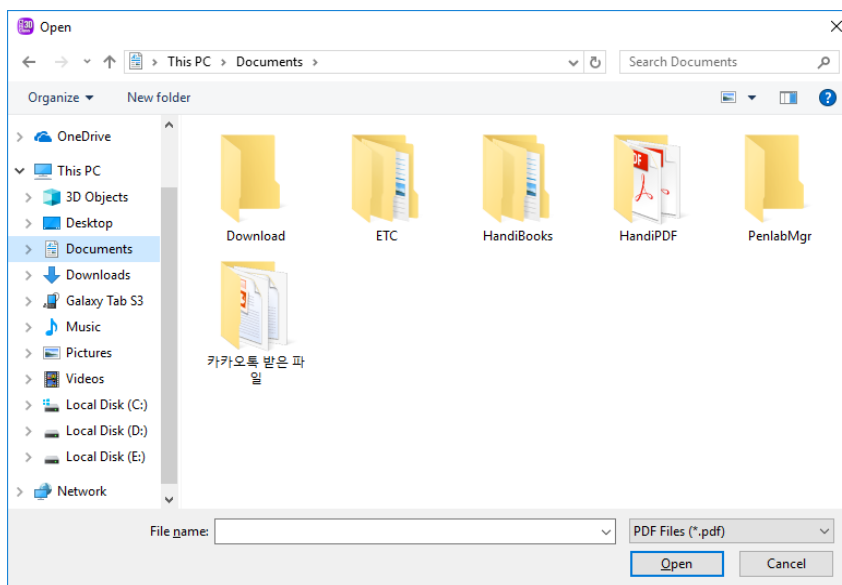 Open
This PC > Documents >
Search Documents
Organize
New folder
OneDrive
This PC
3D Objects
Desktop
Documents
Downloads
Galaxy Tab S3
Music
Pictures
Videos
Local Disk (C:)
Local Disk (D:)
Local Disk (E:)
Network
Download
ETC
HandiBooks
HandiPDF
PenlabMgr
카카오톡 받은 파
일
File name:
PDF Files (*.pdf)
Open
Cancel